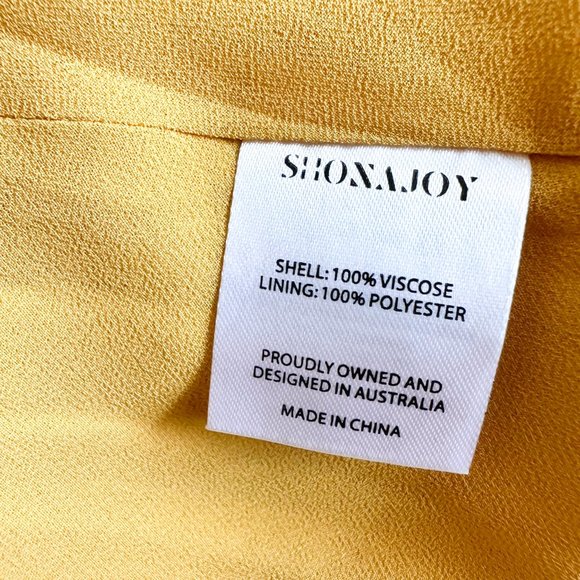 SHONAJOY
SHELL: 100% VISCOSE
LINING: 100% POLYESTER
PROUDLY OWNED AND
DESIGNED IN AUSTRALIA
MADE IN CHINA